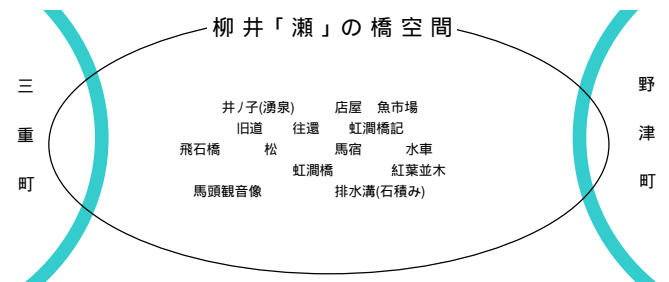 柳井「瀬」の橋空間
三重町
井ノ子(湧泉) 店屋 魚市場
旧道 往還 虹澗橋記
飛石橋 松 馬宿 水車
虹澗橋 紅葉並木
馬頭観音像 排水溝(石積み)
野津町